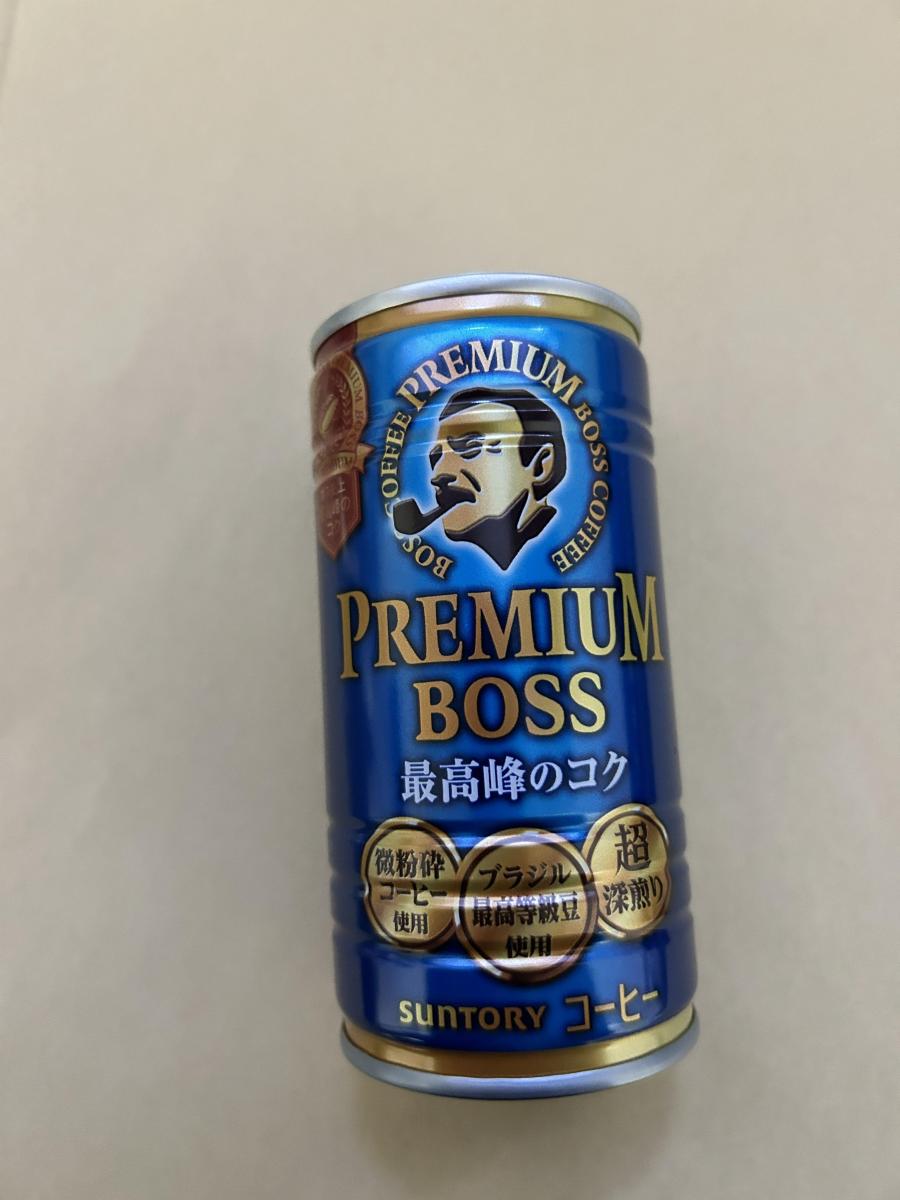 BOSS COFFEE PREMIUM BOSS COFFEE
PREMIUM
BOSS
最高峰のコク
微粉砕
コーヒー
使用
ブラジル
最高等級豆
使用
超
深煎り
SUNTORY コーヒー